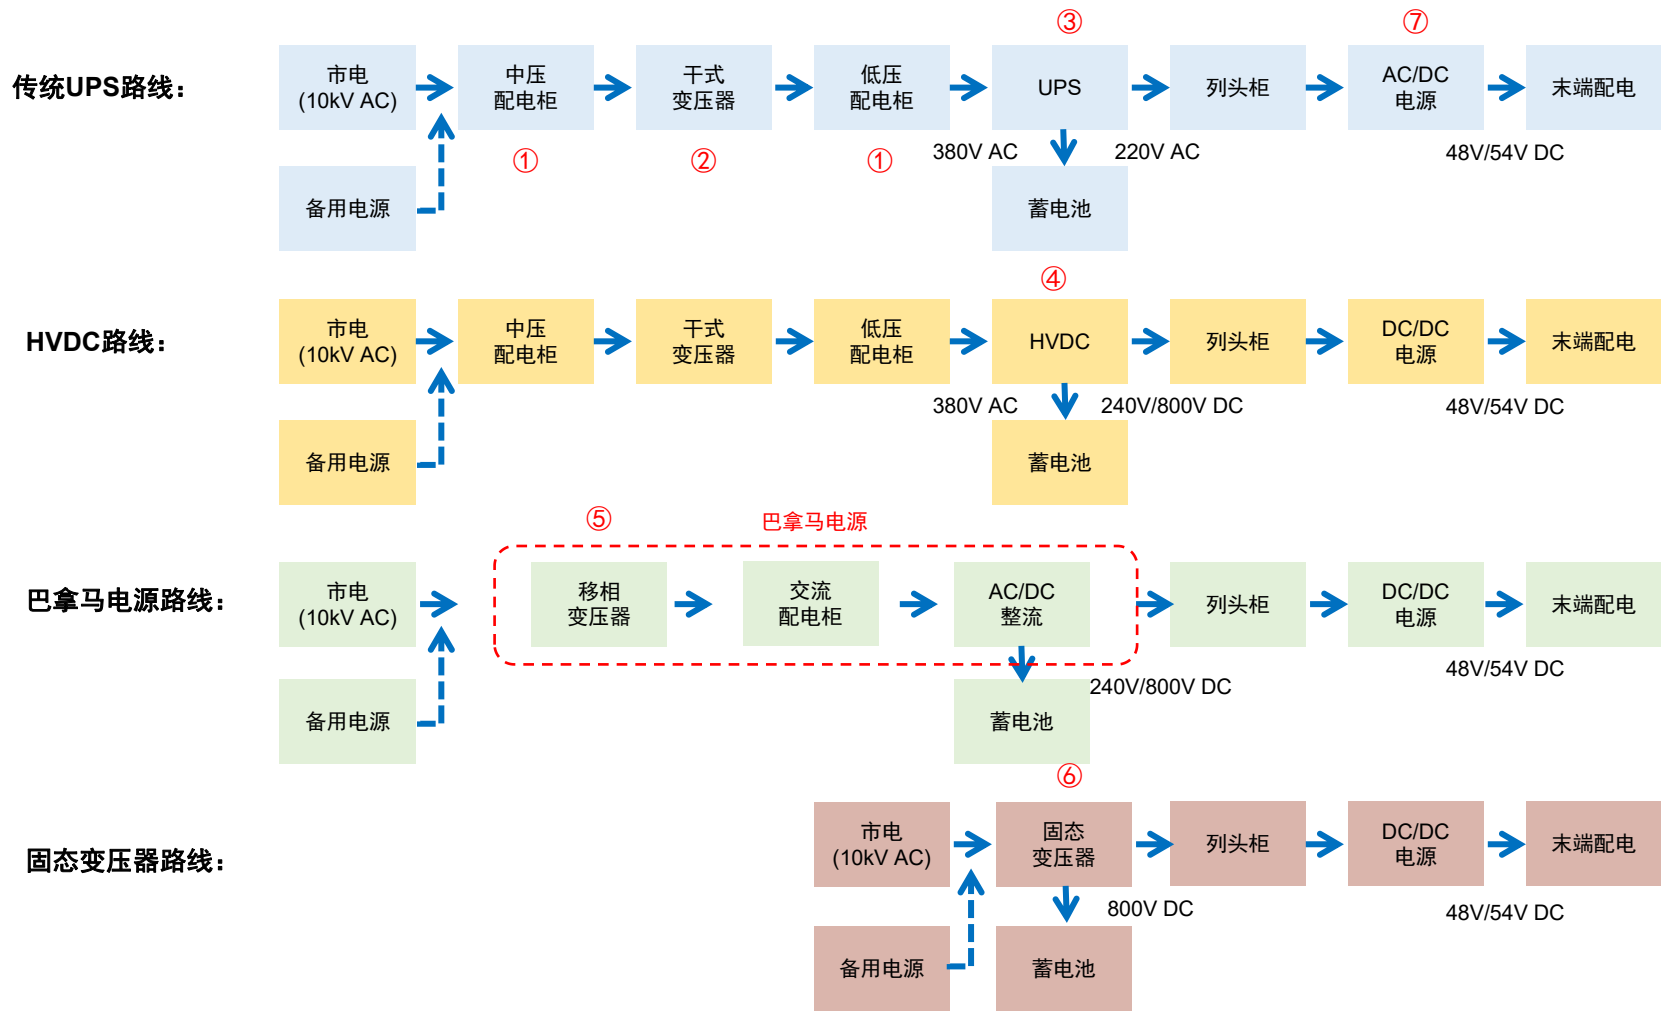 ③
⑦
传统UPS路线：
市电
(10kV AC)
中压
配电柜
干式
变压器
低压
配电柜
UPS
列头柜
AC/DC
电源
末端配电
①
②
①
380V AC
220V AC
48V/54V DC
备用电源
蓄电池
④
HVDC路线：
市电
(10kV AC)
中压
配电柜
干式
变压器
低压
配电柜
HVDC
列头柜
DC/DC
电源
末端配电
380V AC
240V/800V DC
48V/54V DC
备用电源
蓄电池
⑤
巴拿马电源
巴拿马电源路线：
市电
(10kV AC)
移相
变压器
交流
配电柜
AC/DC
整流
列头柜
DC/DC
电源
末端配电
240V/800V DC
48V/54V DC
备用电源
蓄电池
⑥
固态变压器路线：
市电
(10kV AC)
固态
变压器
列头柜
DC/DC
电源
末端配电
800V DC
48V/54V DC
备用电源
蓄电池